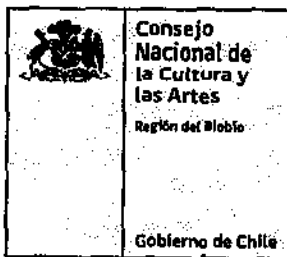 Consejo
Nacional de
la Cultura y
las Artes
Región del Biobío
Gobierno de Chile